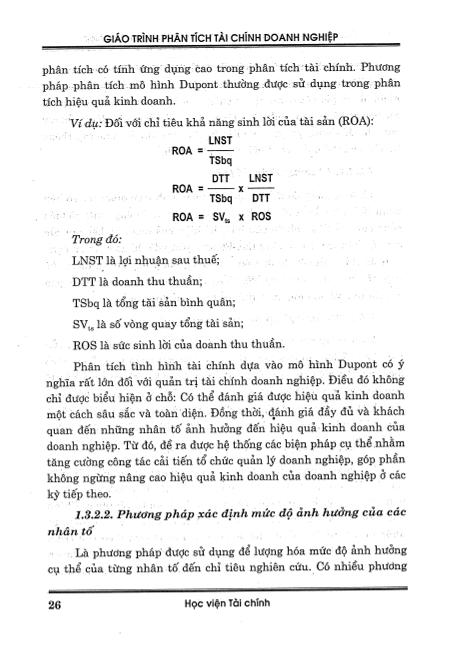 GIÁO TRÌNH PHÂN TÍCH TÀI CHÍNH DOANH NGHIỆP
phân tích có tính ứng dụng cao trong phân tích tài chính. Phương
pháp phân tích mô hình Dupont thường được sử dụng trong phân
tích hiệu quả kinh doanh.
Ví dụ: Đối với chỉ tiêu khả năng sinh lời của tài sản (ROA):
ROA = LNST / TSbq
ROA = DTT / TSbq x LNST / DTT
ROA = SVts x ROS
Trong đó:
LNST là lợi nhuận sau thuế;
DTT là doanh thu thuần;
TSbq là tổng tài sản bình quân;
SVts là số vòng quay tổng tài sản;
ROS là sức sinh lời của doanh thu thuần.
Phân tích tình hình tài chính dựa vào mô hình Dupont có ý
nghĩa rất lớn đối với quản trị tài chính doanh nghiệp. Điều đó không
chỉ được biểu hiện ở chỗ: Có thể đánh giá được hiệu quả kinh doanh
một cách sâu sắc và toàn diện. Đồng thời, đánh giá đầy đủ và khách
quan đến những nhân tố ảnh hưởng đến hiệu quả kinh doanh của
doanh nghiệp. Từ đó, đề ra được hệ thống các biện pháp cụ thể nhằm
tăng cường công tác cải tiến tổ chức quản lý doanh nghiệp, góp phần
không ngừng nâng cao hiệu quả kinh doanh của doanh nghiệp ở các
kỳ tiếp theo.
1.3.2.2. Phương pháp xác định mức độ ảnh hưởng của các
nhân tố
Là phương pháp được sử dụng để lượng hóa mức độ ảnh hưởng
cụ thể của từng nhân tố đến chỉ tiêu nghiên cứu. Có nhiều phương
26 Học viện Tài chính